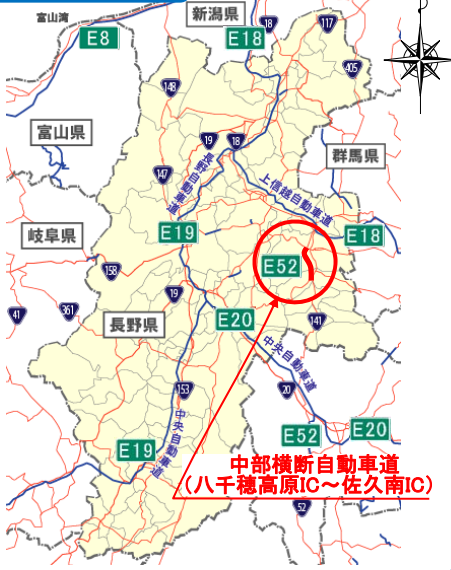 新潟県
富山湾
E8
E18
117
405
148
富山県
19
18
長野自動車道
群馬県
147
上信越自動車道
岐阜県
E19
E18
158
E52
19
41
361
長野県
E20
141
中央自動車道
153
20
中央自動車道
E19
E52
E20
中部横断自動車道
(八千穂高原IC～佐久南IC)
52